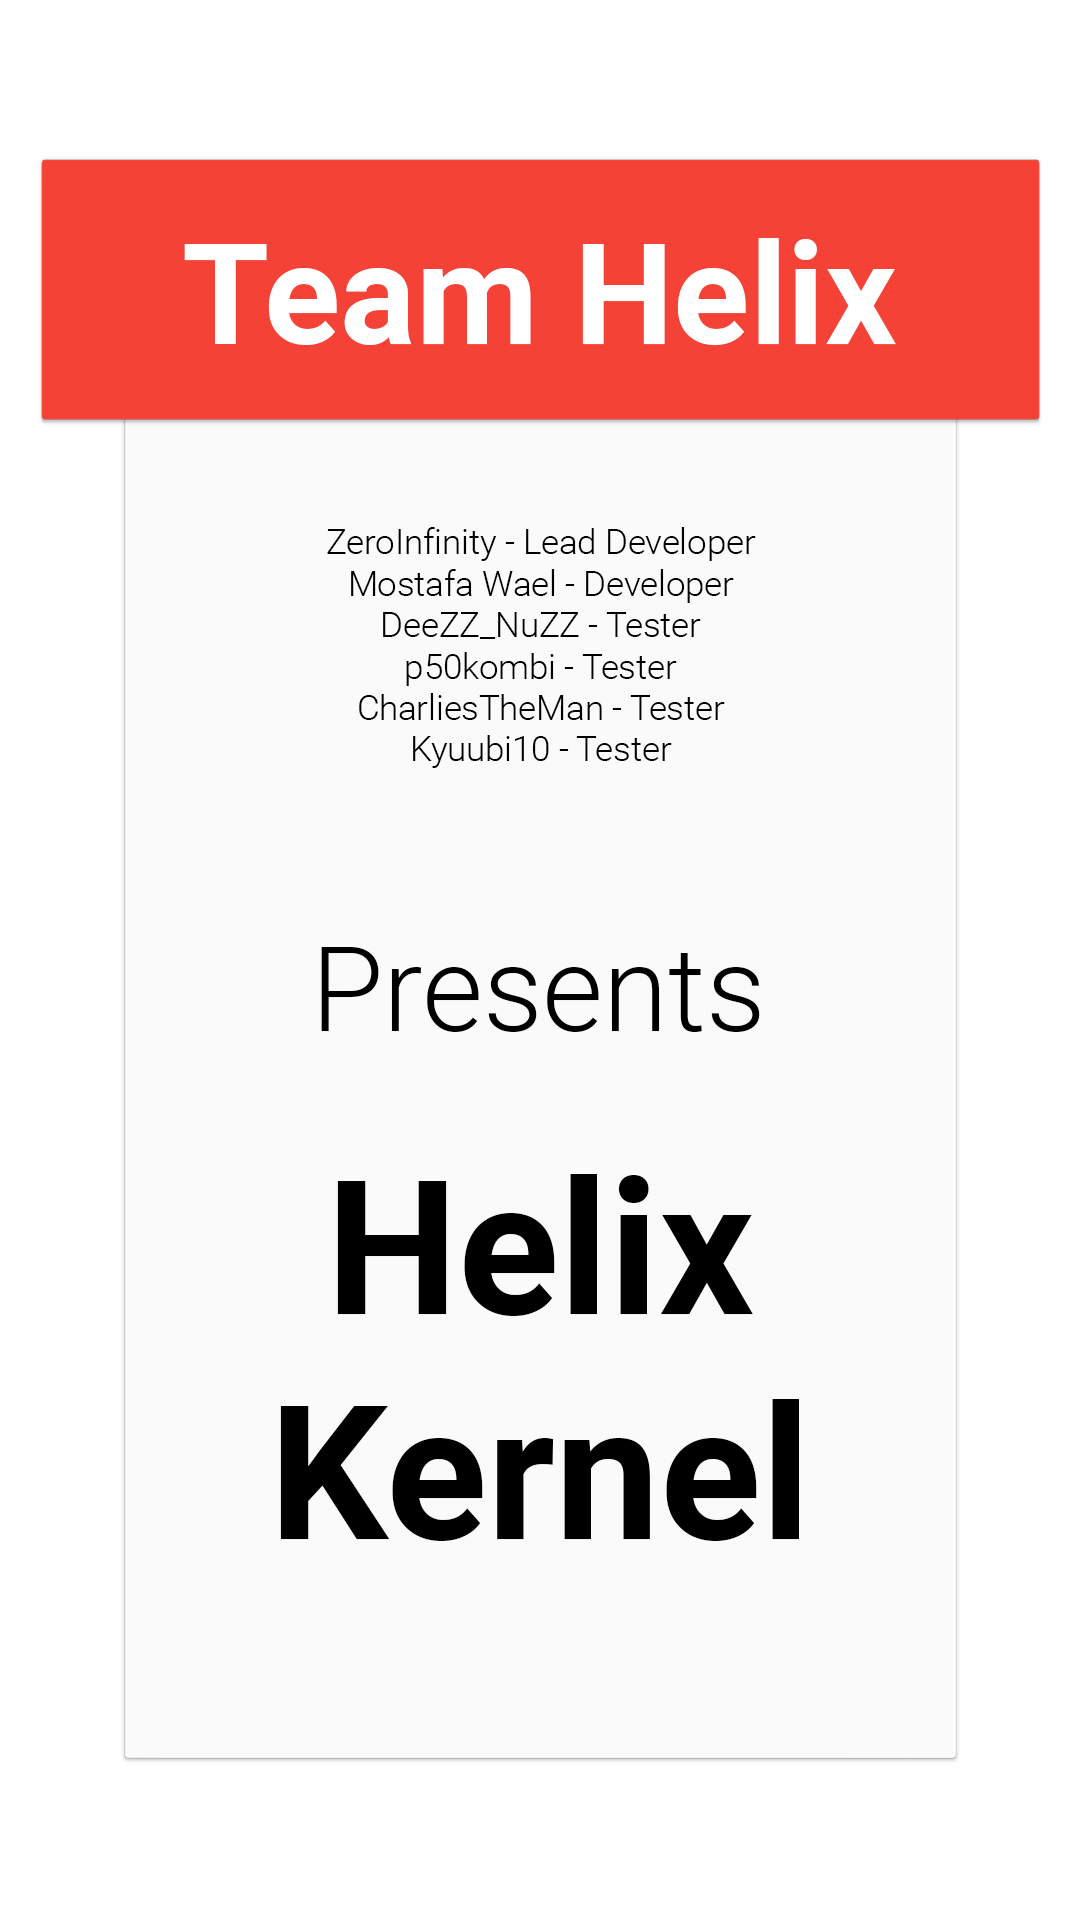 Team Helix
ZeroInfinity - Lead Developer
Mostafa Wael - Developer
DeeZZ_NuZZ - Tester
p50kombi - Tester
CharliesTheMan - Tester
Kyuubi10 - Tester
Presents
Helix
Kernel